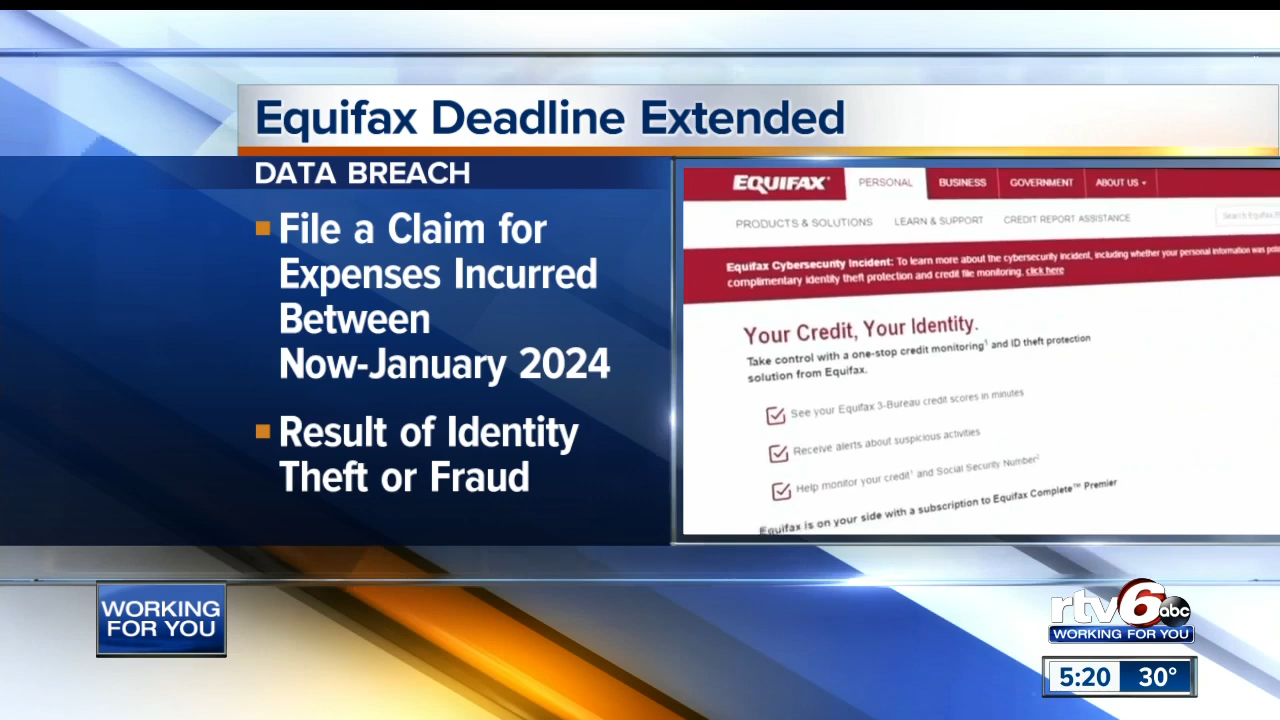 Equifax Deadline Extended
DATA BREACH
File a Claim for
Expenses Incurred
Between
Now-January 2024
Result of Identity
Theft or Fraud
EQUIFAX
PERSONAL
BUSINESS
GOVERNMENT
ABOUT US
PRODUCTS & SOLUTIONS
LEARN & SUPPORT
CREDIT REPORT ASSISTANCE
Search Equifax
Equifax Cybersecurity Incident: To learn more about the cybersecurity incident, including whether your personal information was
complimentary identity theft protection and credit file monitoring, click here
Your Credit, Your Identity.
Take control with a one-stop credit monitoring¹ and ID theft protection
solution from Equifax.
See your Equifax 3-Bureau credit scores in minutes
Receive alerts about suspicious activities
Help monitor your credit¹ and Social Security Number²
Equifax is on your side with a subscription to Equifax Complete™ Premier
WORKING
FOR YOU
rtv6 abc
WORKING FOR YOU
5:20 30°